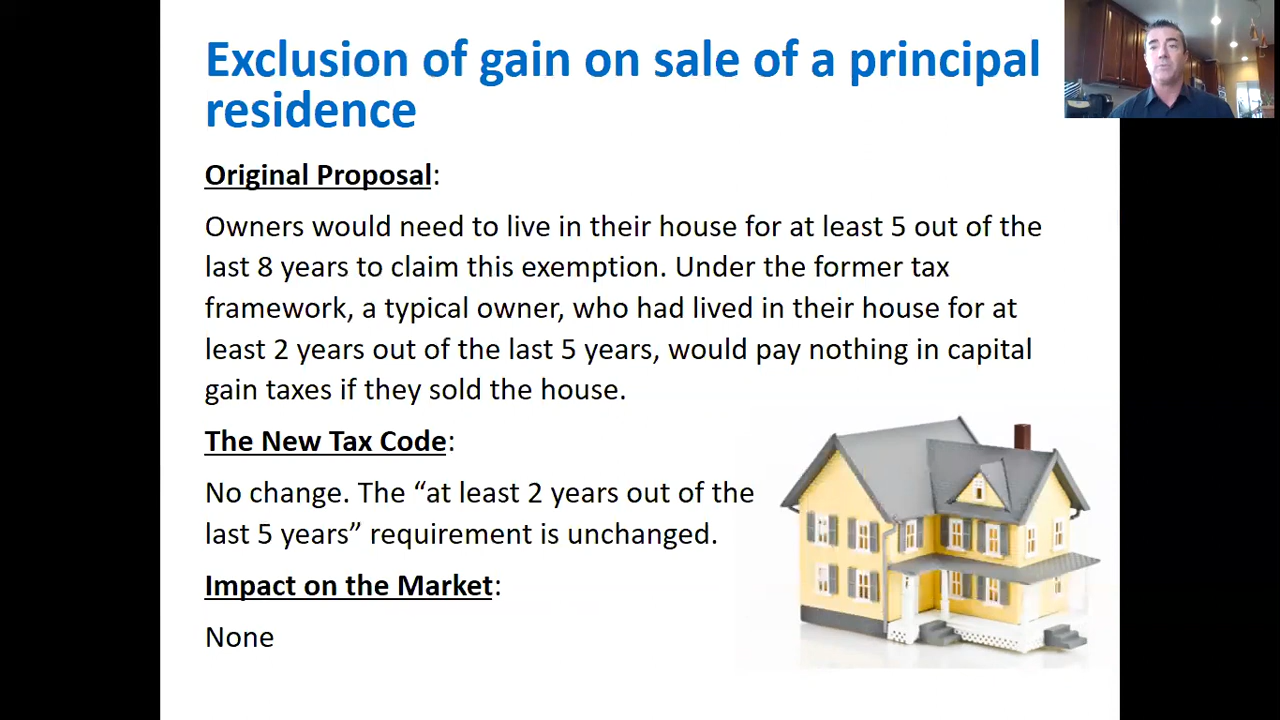 Exclusion of gain on sale of a principal
residence
Original Proposal:
Owners would need to live in their house for at least 5 out of the
last 8 years to claim this exemption. Under the former tax
framework, a typical owner, who had lived in their house for at
least 2 years out of the last 5 years, would pay nothing in capital
gain taxes if they sold the house.
The New Tax Code:
No change. The “at least 2 years out of the
last 5 years” requirement is unchanged.
Impact on the Market:
None